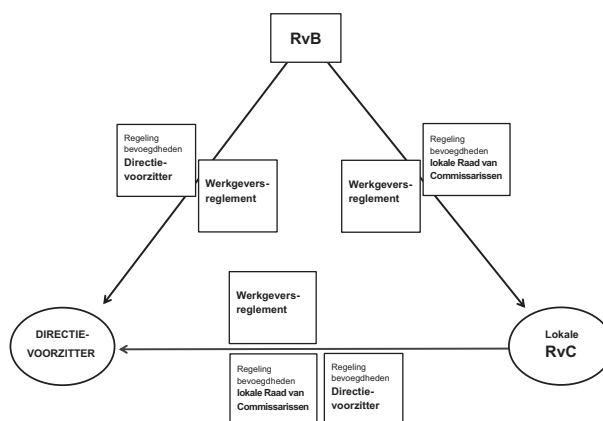 RvB
Regeling
bevoegdheden
Directie-
voorzitter
Werkgevers-
reglement
Werkgevers-
reglement
Regeling
bevoegdheden
lokale Raad van
Commissarissen
Werkgevers-
reglement
DIRECTIE-
VOORZITTER
Lokale
RvC
Regeling
bevoegdheden
lokale Raad van
Commissarissen
Regeling
bevoegdheden
Directie-
voorzitter